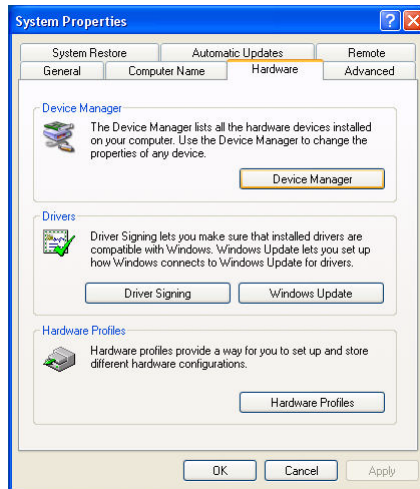 System Properties
System Restore Automatic Updates Remote
General Computer Name Hardware Advanced
Device Manager
The Device Manager lists all the hardware devices installed
on your computer. Use the Device Manager to change the
properties of any device.
Device Manager
Drivers
Driver Signing lets you make sure that installed drivers are
compatible with Windows. Windows Update lets you set up
how Windows connects to Windows Update for drivers.
Driver Signing Windows Update
Hardware Profiles
Hardware profiles provide a way for you to set up and store
different hardware configurations.
Hardware Profiles
OK Cancel Apply